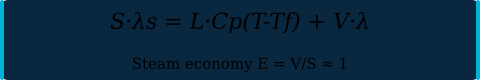 S·λs = L·Cp(T-Tf) + V·λ
Steam economy E = V/S ≈ 1